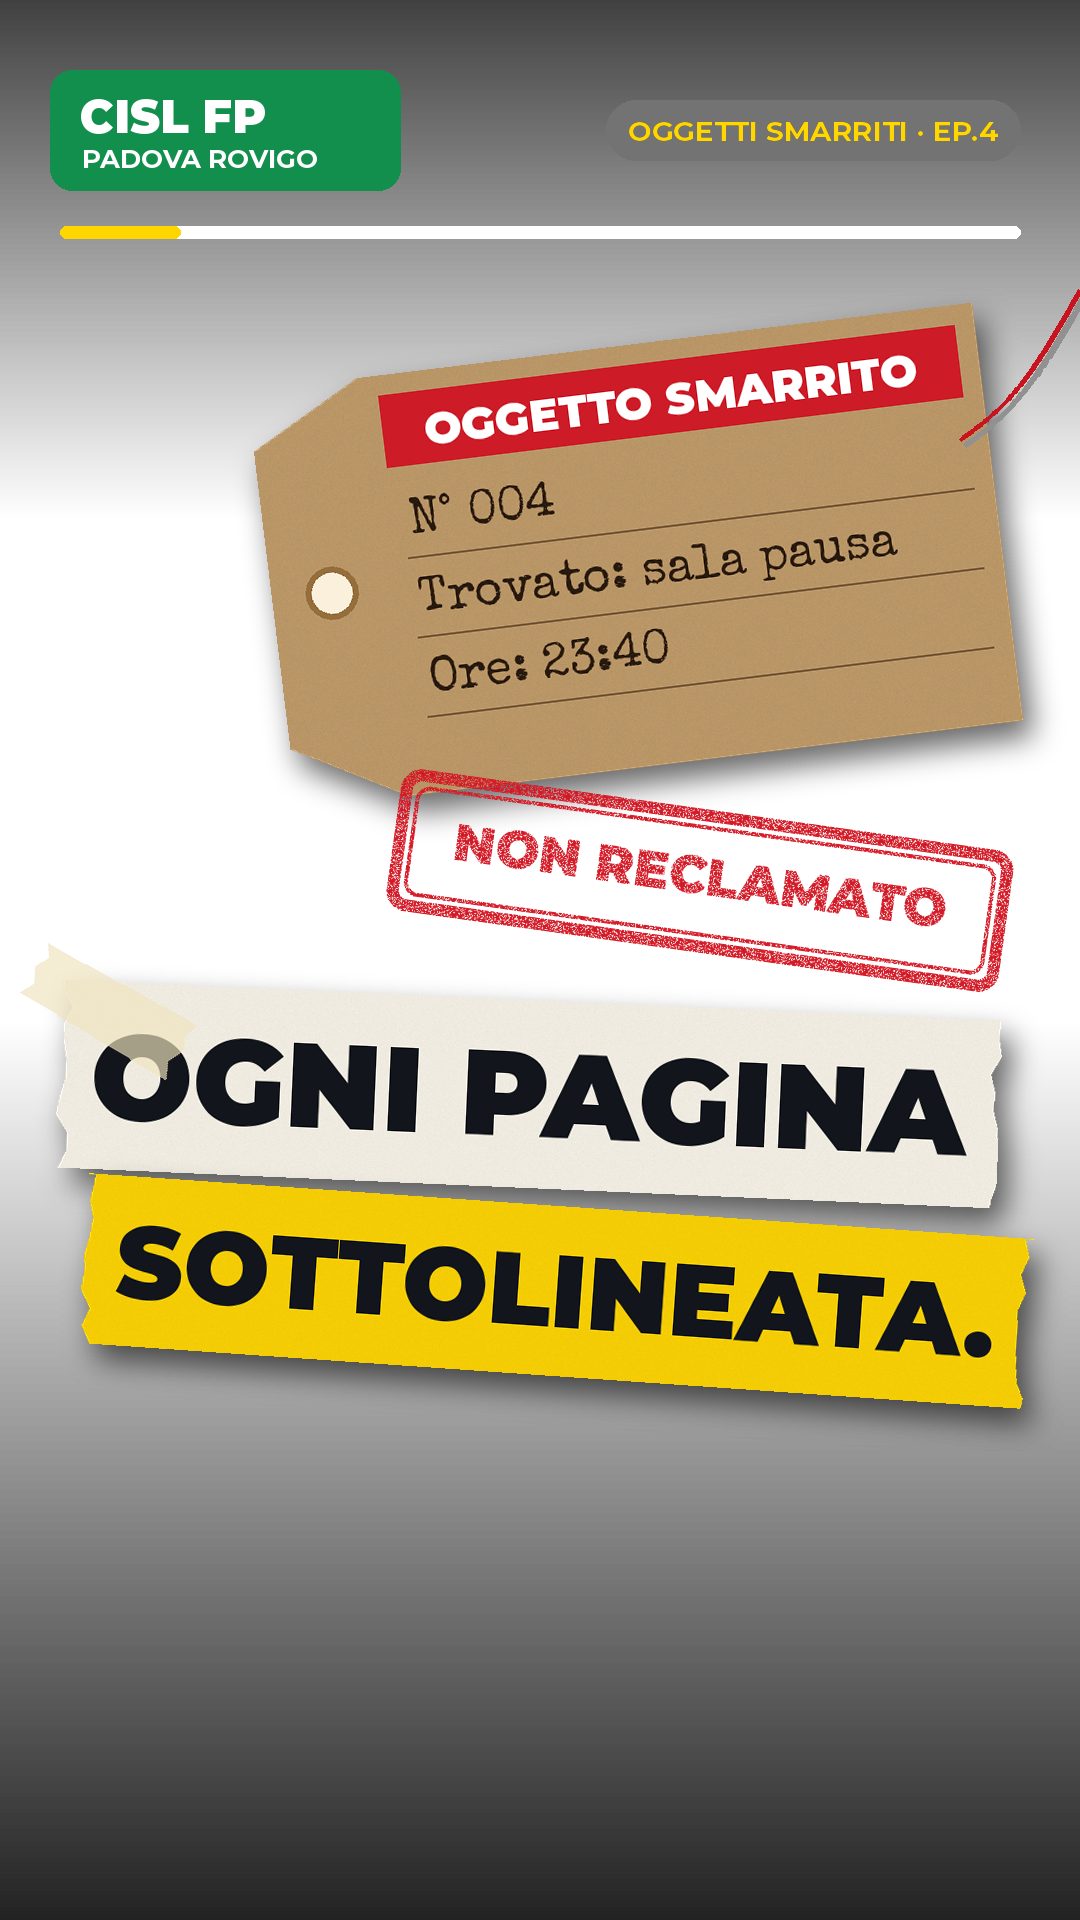 CISL FP
PADOVA ROVIGO
OGGETTI SMARRITI · EP.4
OGGETTO SMARRITO
N° 004
Trovato: sala pausa
Ore: 23:40
NON RECLAMATO
OGNI PAGINA
SOTTOLINEATA.